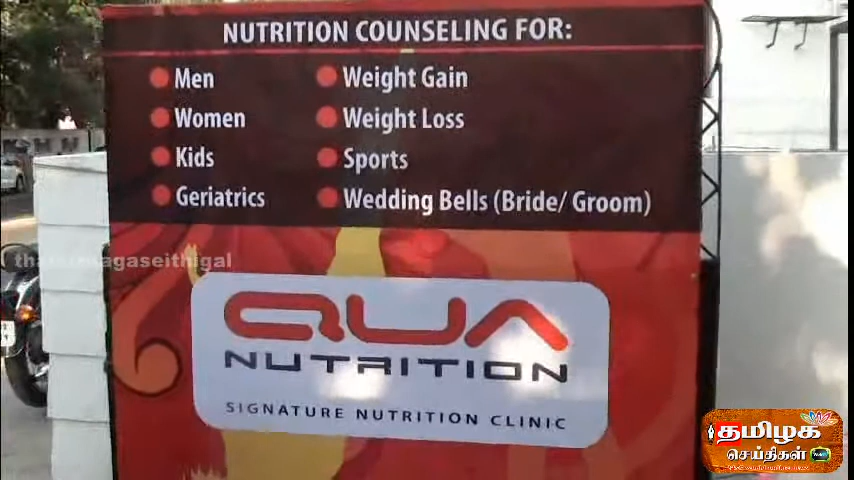 NUTRITION COUNSELING FOR:
Men
Women
Kids
Geriatrics
Weight Gain
Weight Loss
Sports
Wedding Bells (Bride/ Groom)
QUA
NUTRITION
SIGNATURE NUTRITION CLINIC
தமிழக
செய்திகள்